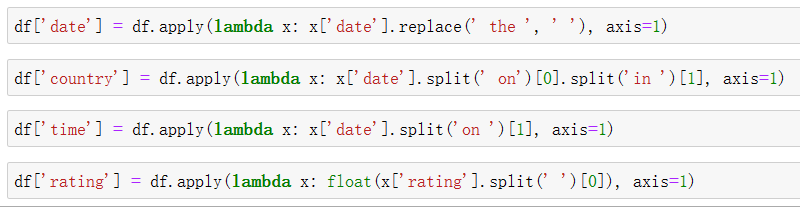 df['date'] = df.apply(lambda x: x['date'].replace(' the ', ' '), axis=1)
df['country'] = df.apply(lambda x: x['date'].split(' on')[0].split('in ')[1], axis=1)
df['time'] = df.apply(lambda x: x['date'].split('on ')[1], axis=1)
df['rating'] = df.apply(lambda x: float(x['rating'].split(' ')[0]), axis=1)